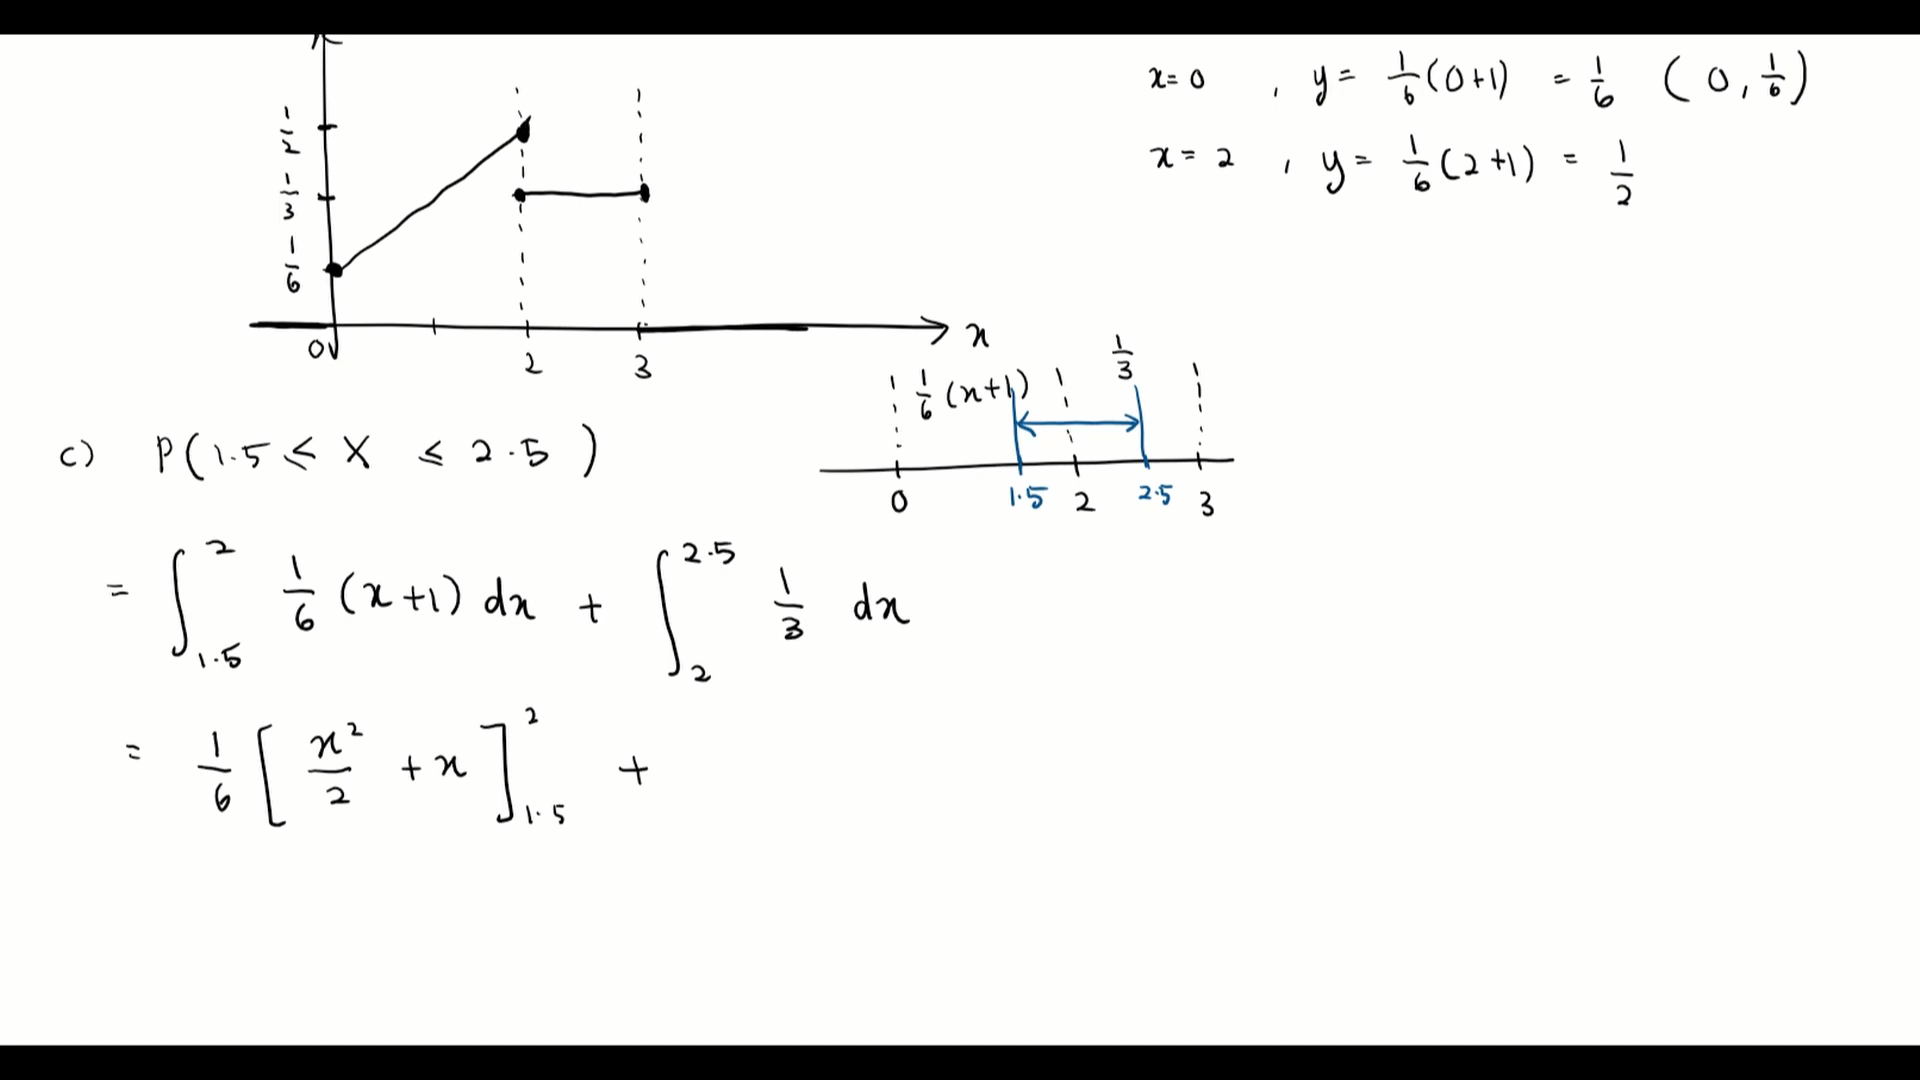 x=0 , y= 1/6 (0+1) = 1/6 (0, 1/6)
x= 2 , y= 1/6 (2+1) = 1/2
1/2
1/3
1/6
0
2
3
x
1/6 (x+1)
1/3
0
1.5
2
2.5
3
c) P(1.5 ≤ X ≤ 2.5)
= ∫_{1.5}^{2} 1/6 (x+1) dx + ∫_{2}^{2.5} 1/3 dx
= 1/6 [ x²/2 + x ]_{1.5}^{2} +